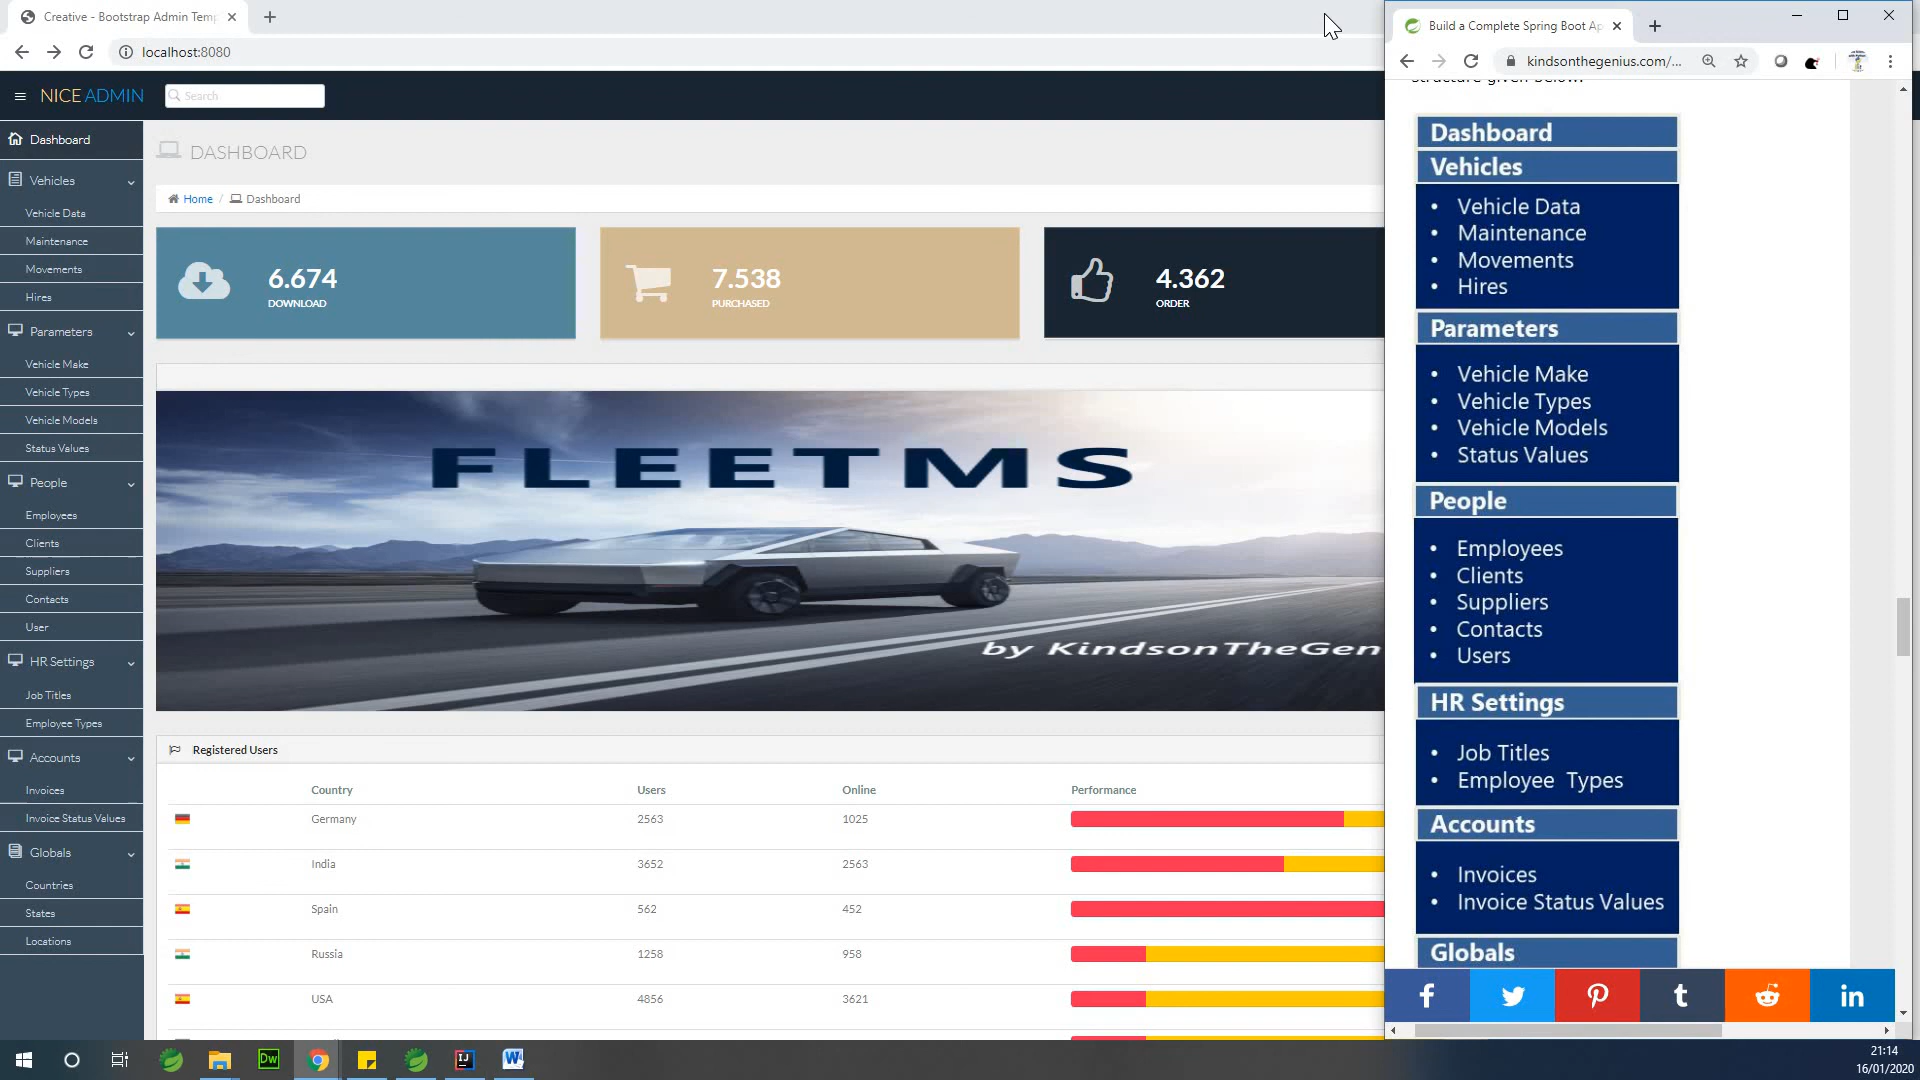 Creative - Bootstrap Admin Temp
localhost:8080
NICE ADMIN
Search
Dashboard
Vehicles
Vehicle Data
Maintenance
Movements
Hires
Parameters
Vehicle Make
Vehicle Types
Vehicle Models
Status Values
People
Employees
Clients
Suppliers
Contacts
User
HR Settings
Job Titles
Employee Types
Accounts
Invoices
Invoice Status Values
Globals
Countries
States
Locations
DASHBOARD
Home / Dashboard
6.674
DOWNLOAD
7.538
PURCHASED
4.362
ORDER
FLEETMS
by KindsonTheGen
Registered Users
Country Users Online Performance
Germany 2563 1025
India 3652 2563
Spain 562 452
Russia 1258 958
USA 4856 3621
Build a Complete Spring Boot Ap
kindsonthegenius.com/...
structure given below:
Dashboard
Vehicles
• Vehicle Data
• Maintenance
• Movements
• Hires
Parameters
• Vehicle Make
• Vehicle Types
• Vehicle Models
• Status Values
People
• Employees
• Clients
• Suppliers
• Contacts
• Users
HR Settings
• Job Titles
• Employee Types
Accounts
• Invoices
• Invoice Status Values
Globals
Dw
IJ
W
21:14
16/01/2020